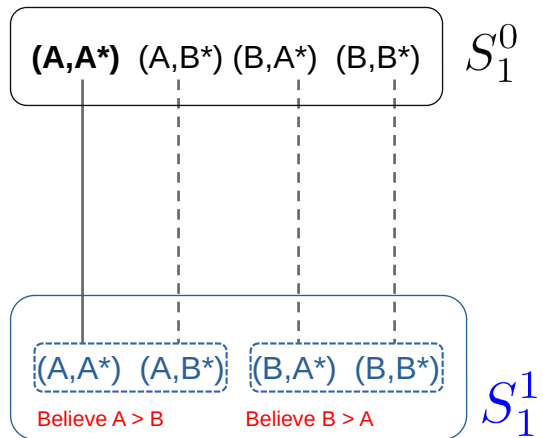 (A,A*) (A,B*) (B,A*) (B,B*) $S_1^0$
(A,A*) (A,B*) (B,A*) (B,B*)
Believe A > B Believe B > A $S_1^1$